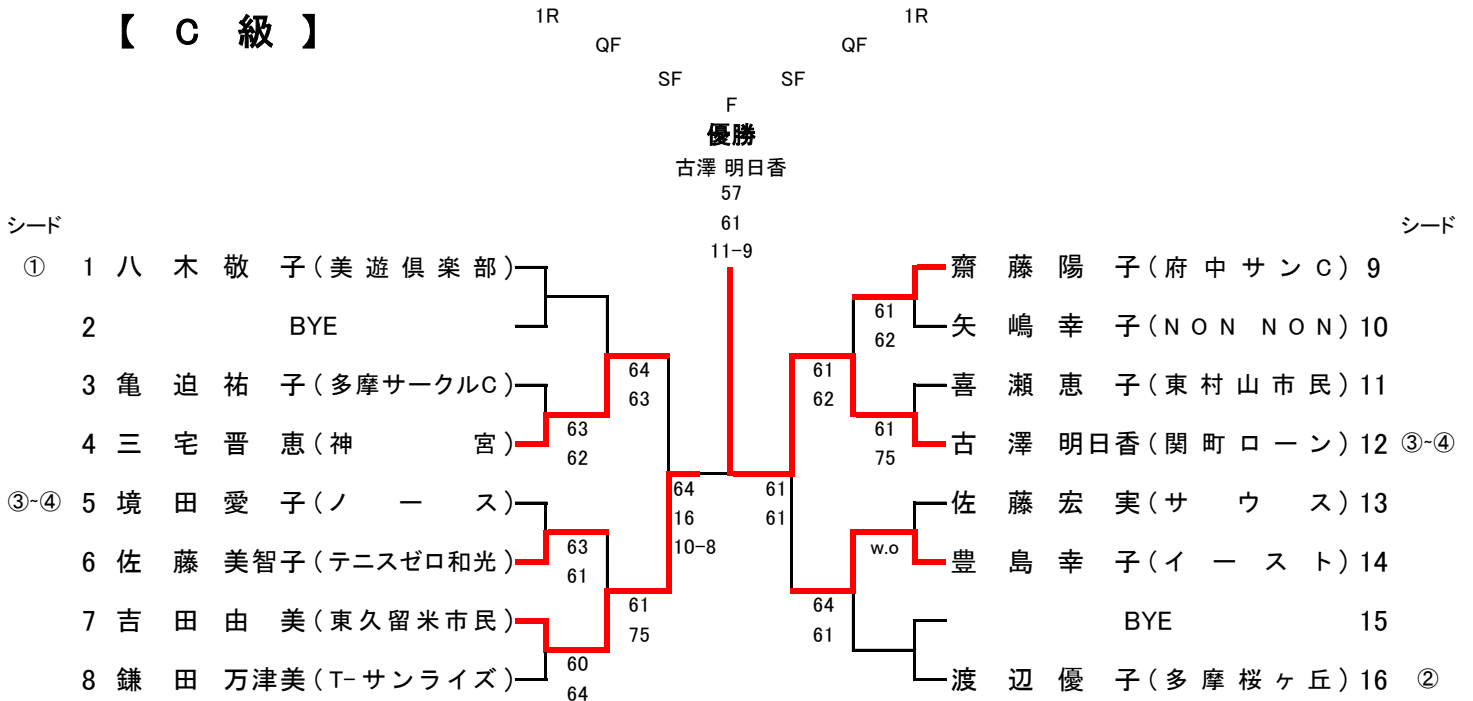 【 C 級 】
1R 1R
QF QF
SF SF
F
優勝
古澤 明日香
57
61
11-9
シード シード
① 1 八木敬子(美遊倶楽部) 齋藤陽子(府中サンC) 9
61
2 BYE 矢嶋幸子(NON NON) 10
62
64 61
3 亀迫祐子(多摩サークルC) 喜瀬恵子(東村山市民) 11
63 62
63 61
4 三宅晋恵(神宮) 古澤明日香(関町ローン) 12 ③~④
62 75
64 61
③~④ 5 境田愛子(ノース) 佐藤宏実(サウス) 13
16 61
63 10-8 w.o
6 佐藤美智子(テニスゼロ和光) 豊島幸子(イースト) 14
61
61 64
7 吉田由美(東久留米市民) BYE 15
75 61
60
8 鎌田万津美(T-サンライズ) 渡辺優子(多摩桜ヶ丘) 16 ②
64